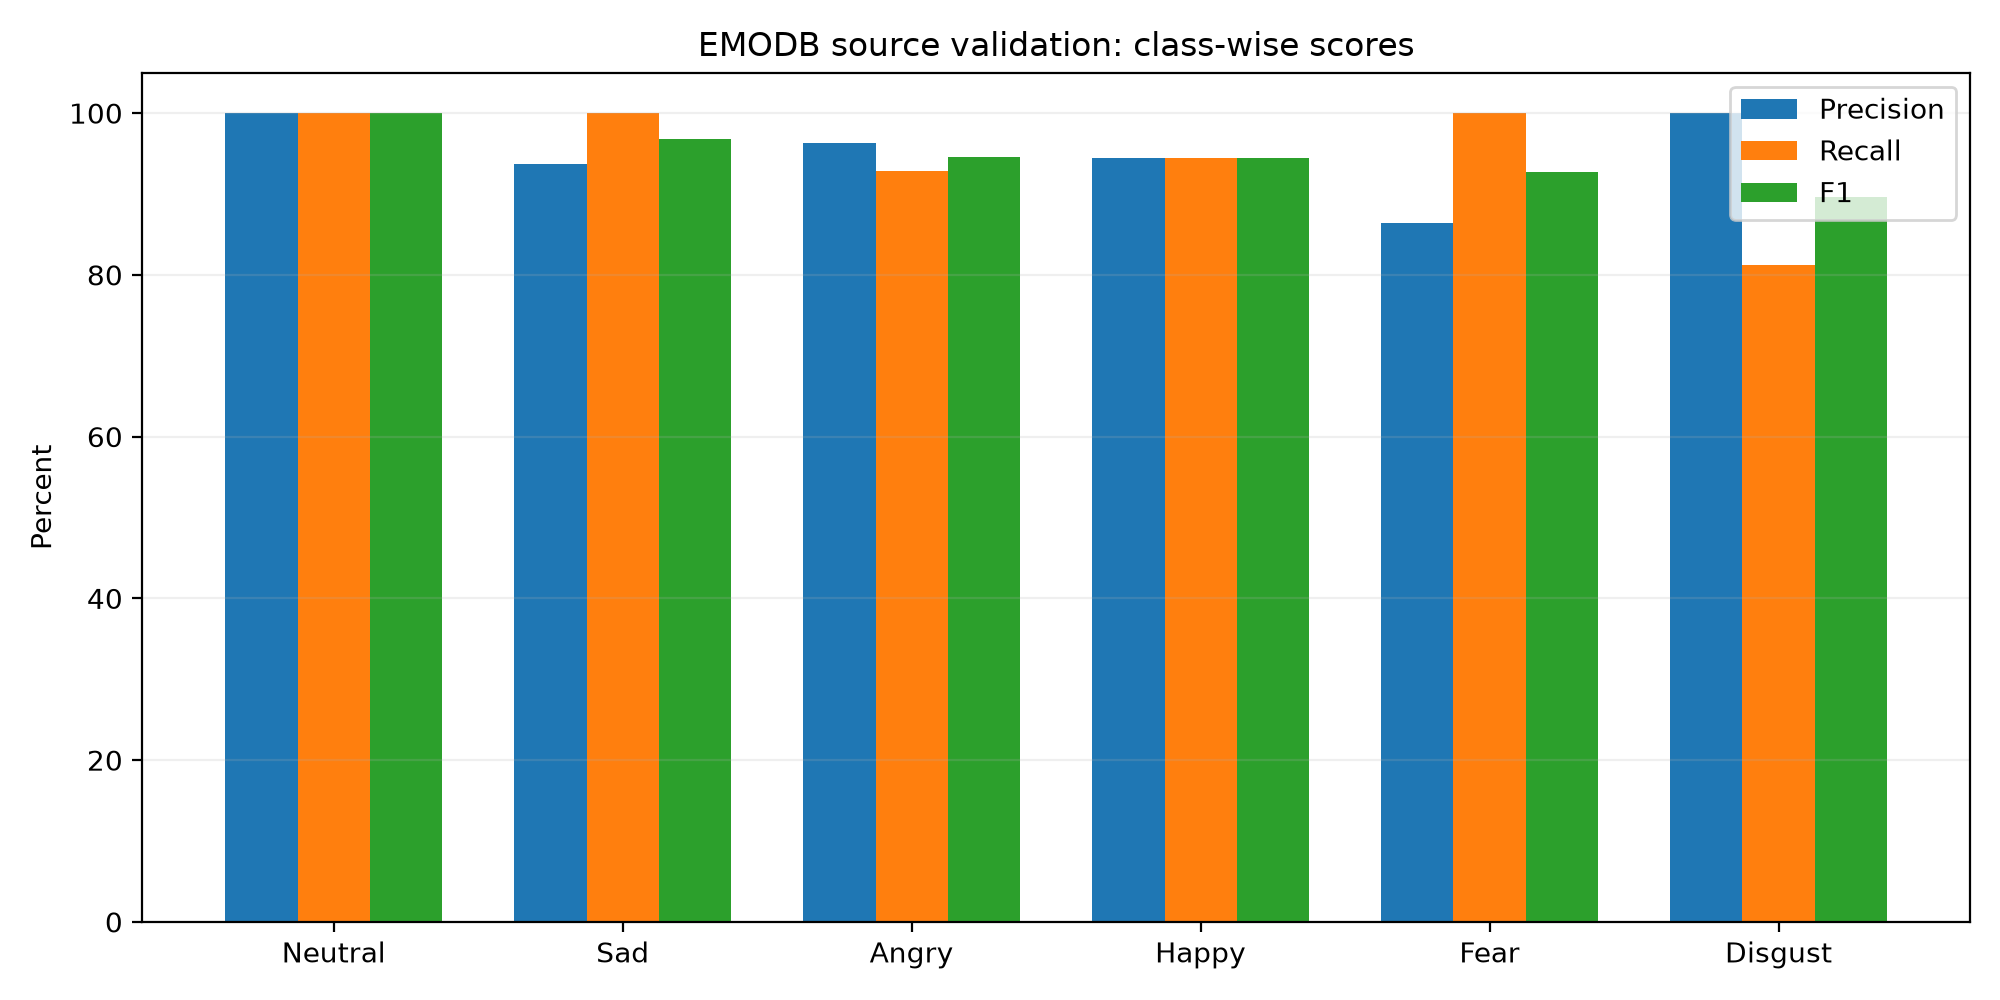 EMODB source validation: class-wise scores
Precision
Recall
F1
100
80
60
40
20
0
Percent
Neutral
Sad
Angry
Happy
Fear
Disgust